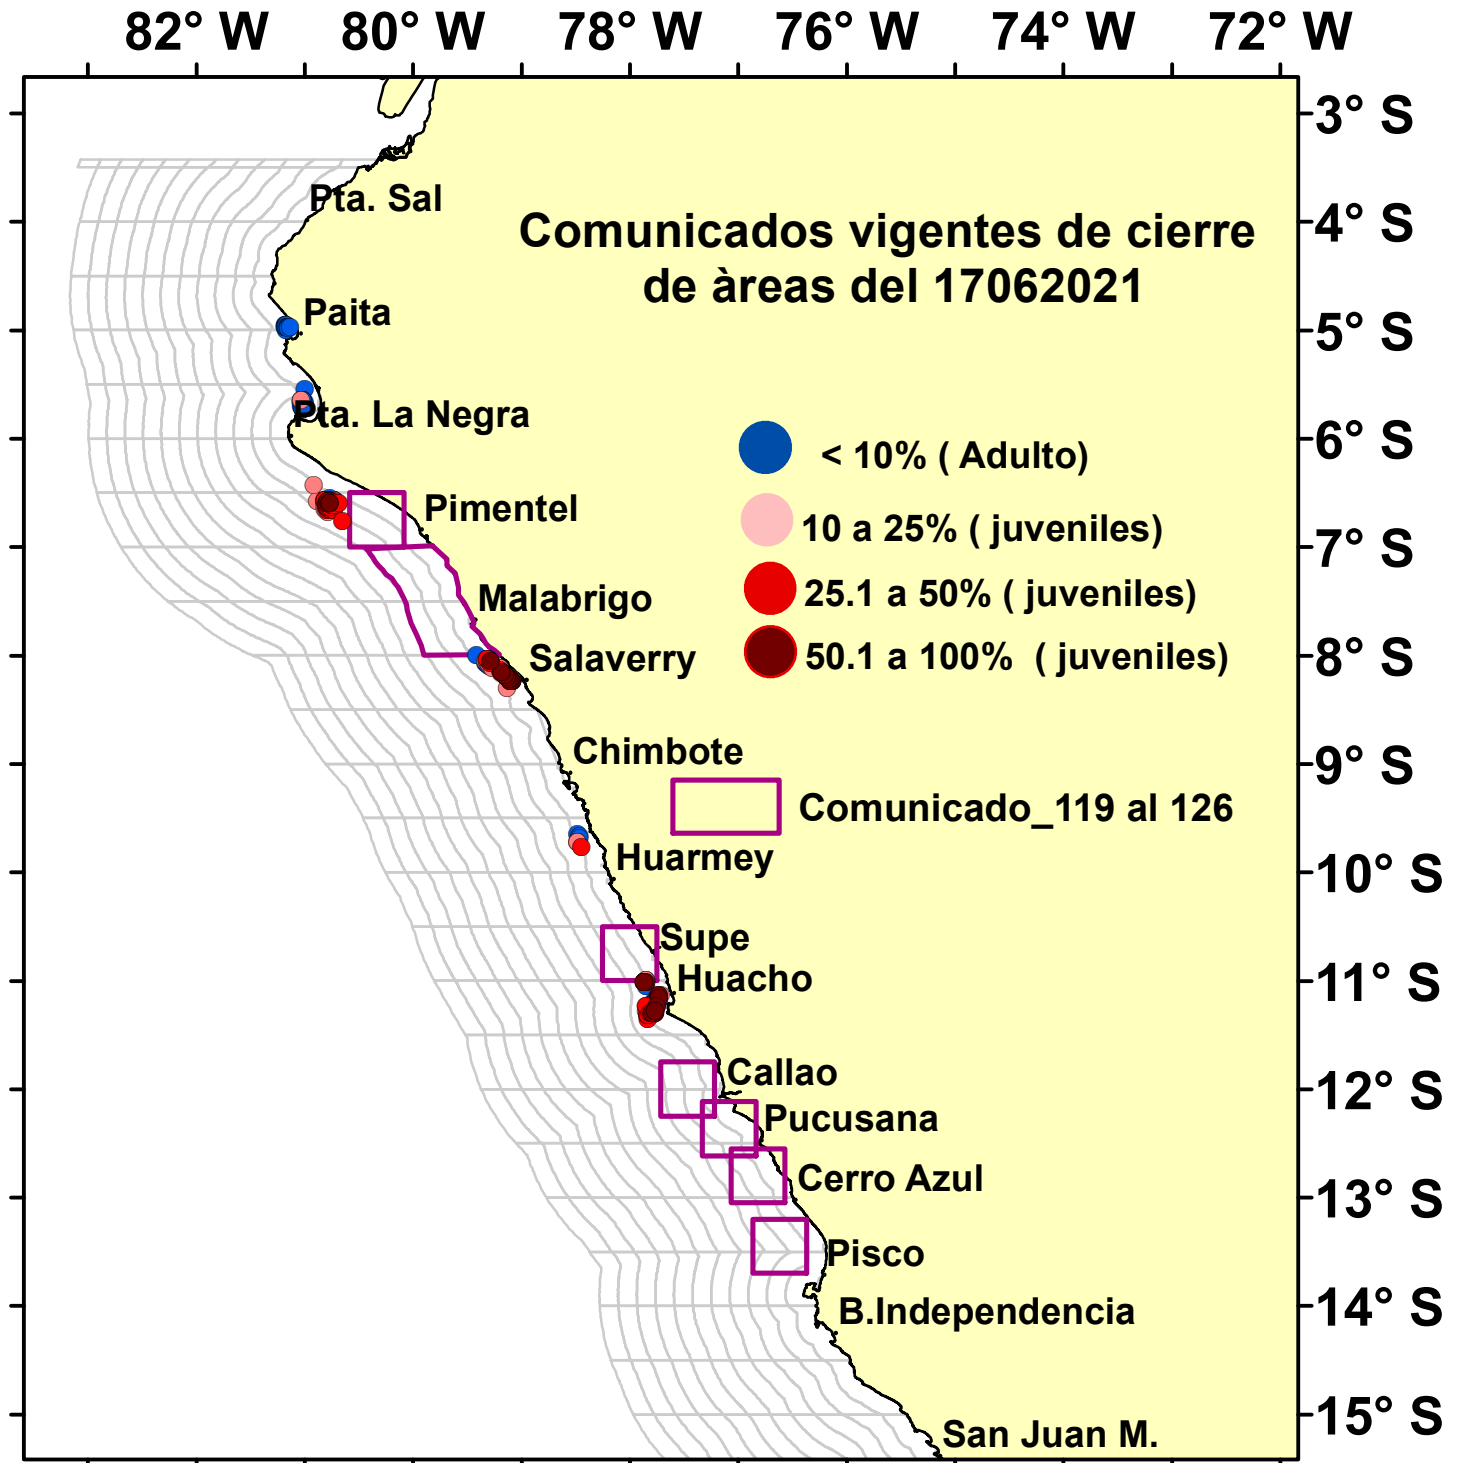 82° W 80° W 78° W 76° W 74° W 72° W
3° S
Pta. Sal
4° S
Comunicados vigentes de cierre
de àreas del 17062021
Paita
5° S
Pta. La Negra
6° S
< 10% ( Adulto)
Pimentel
10 a 25% ( juveniles)
7° S
Malabrigo
25.1 a 50% ( juveniles)
Salaverry
50.1 a 100% ( juveniles)
8° S
Chimbote
9° S
Comunicado_119 al 126
Huarmey
10° S
Supe
Huacho
11° S
Callao
12° S
Pucusana
Cerro Azul
13° S
Pisco
14° S
B.Independencia
15° S
San Juan M.